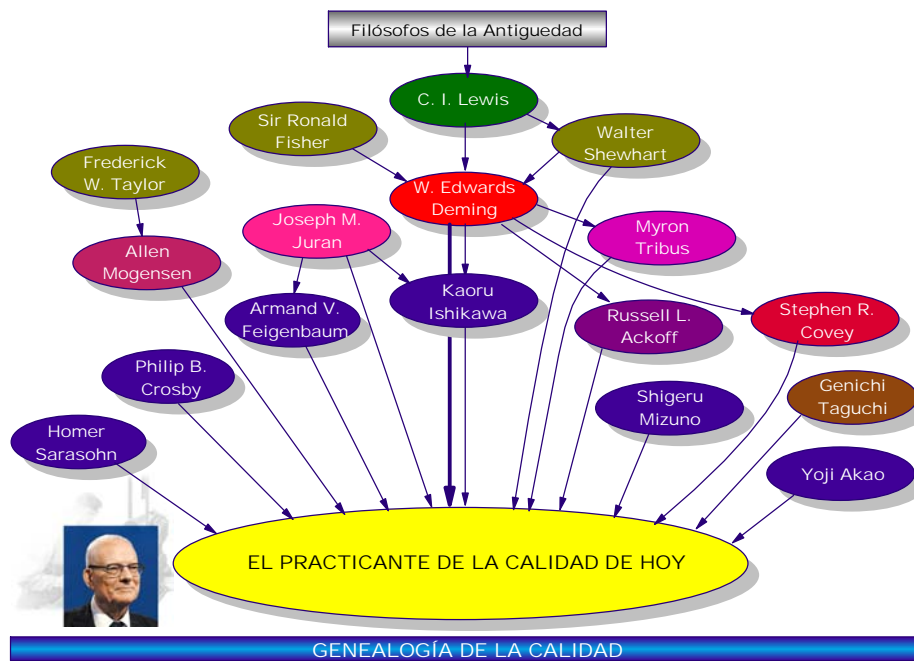 Filósofos de la Antiguedad
C. I. Lewis
Sir Ronald
Fisher
Walter
Shewhart
Frederick
W. Taylor
W. Edwards
Deming
Joseph M.
Juran
Myron
Tribus
Allen
Mogensen
Kaoru
Ishikawa
Armand V.
Feigenbaum
Russell L.
Ackoff
Stephen R.
Covey
Philip B.
Crosby
Genichi
Taguchi
Shigeru
Mizuno
Homer
Sarasohn
Yoji Akao
EL PRACTICANTE DE LA CALIDAD DE HOY
GENEALOGÍA DE LA CALIDAD